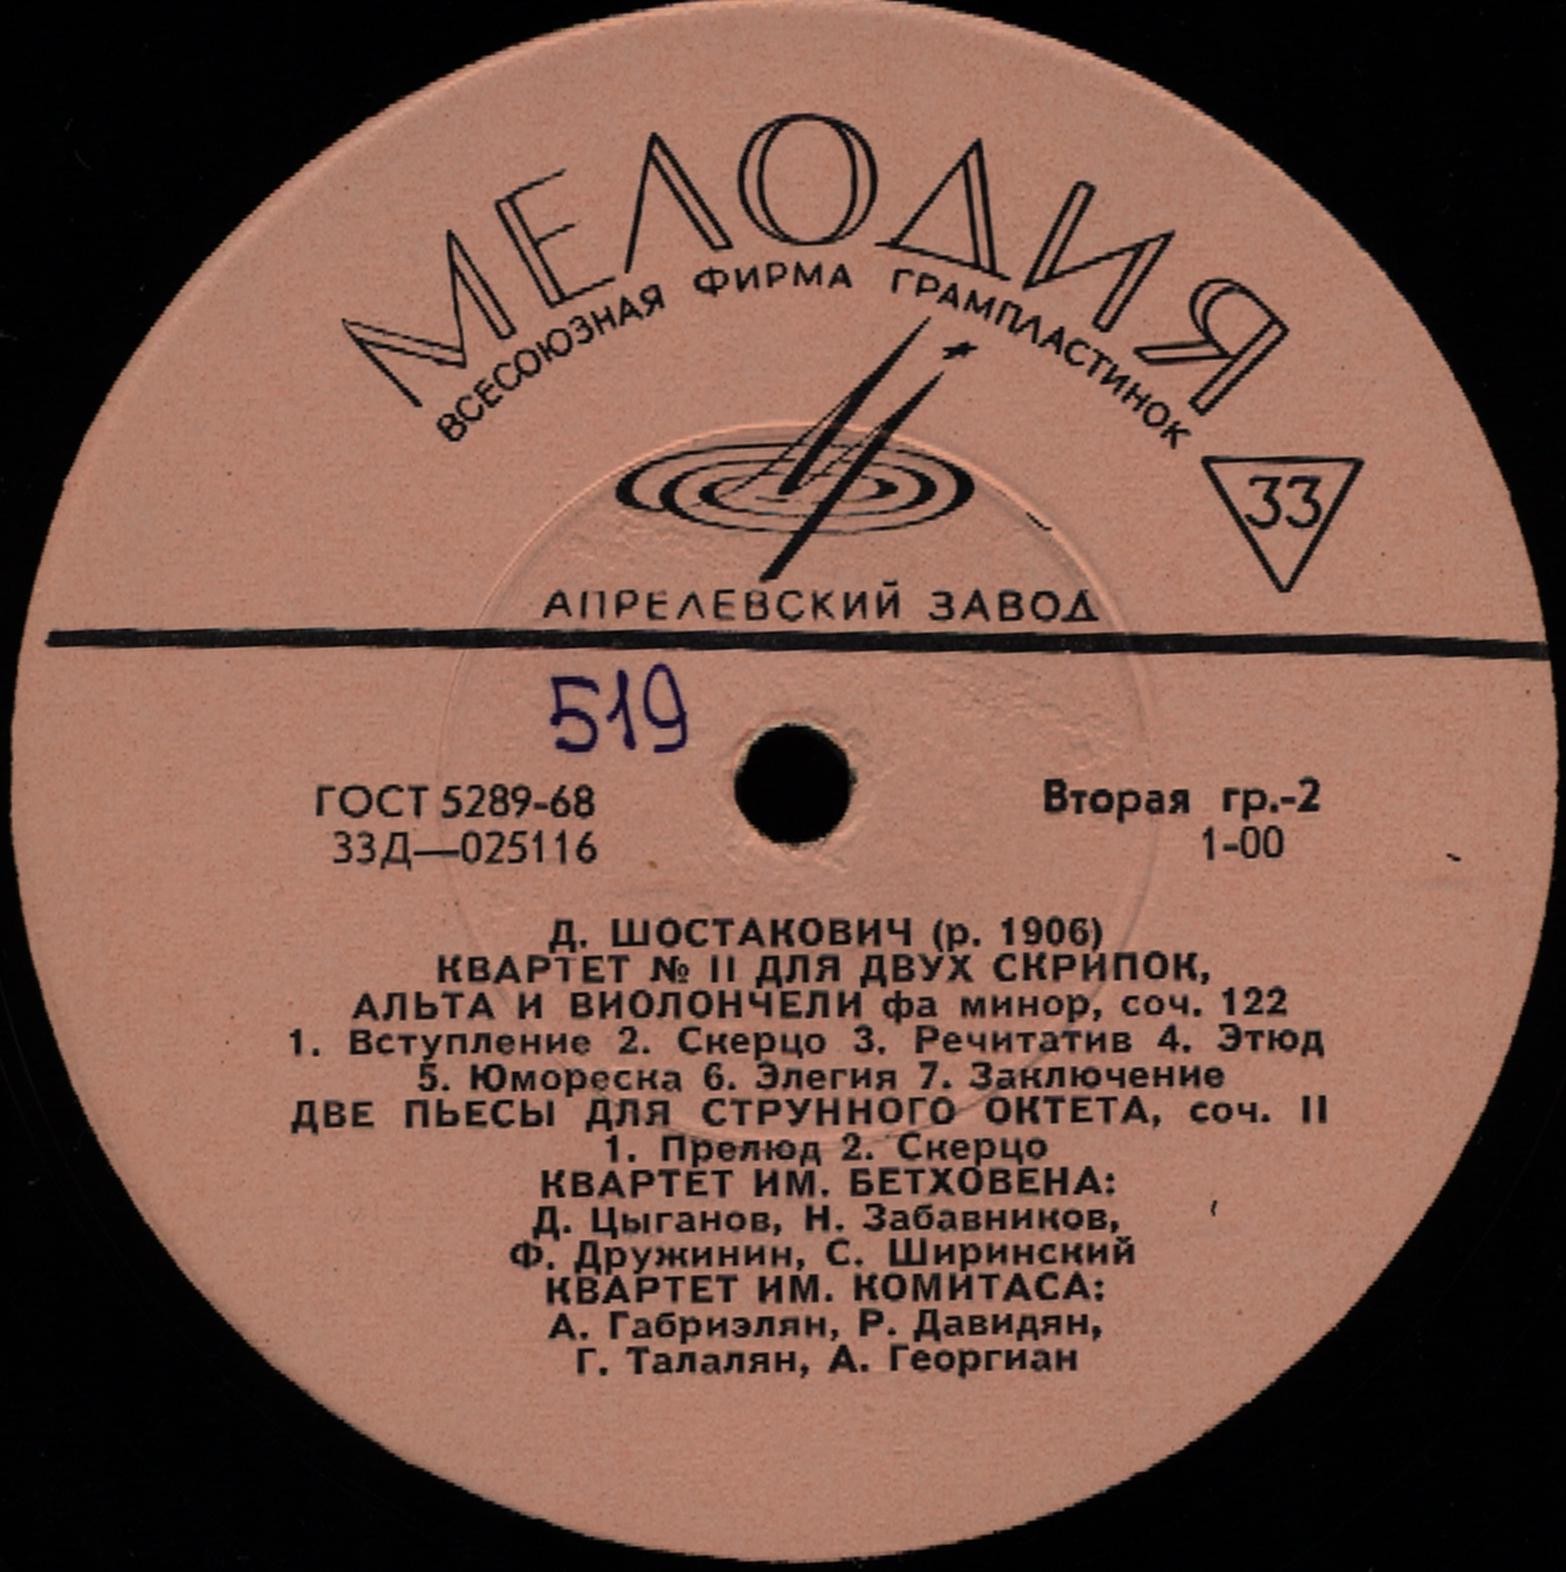 МЕЛОДИЯ
ВСЕСОЮЗНАЯ ФИРМА ГРАМПЛАСТИНОК
33
АПРЕЛЕВСКИЙ ЗАВОД
519
ГОСТ 5289-68
33Д—025116
Вторая гр.-2
1-00
Д. ШОСТАКОВИЧ (р. 1906)
КВАРТЕТ № 11 ДЛЯ ДВУХ СКРИПОК,
АЛЬТА И ВИОЛОНЧЕЛИ фа минор, соч. 122
1. Вступление 2. Скерцо 3. Речитатив 4. Этюд
5. Юмореска 6. Элегия 7. Заключение
ДВЕ ПЬЕСЫ ДЛЯ СТРУННОГО ОКТЕТА, соч. 11
1. Прелюд 2. Скерцо
КВАРТЕТ ИМ. БЕТХОВЕНА:
Д. Цыганов, Н. Забавников,
Ф. Дружинин, С. Ширинский
КВАРТЕТ ИМ. КОМИТАСА:
А. Габриэлян, Р. Давидян,
Г. Талалян, А. Георгиан